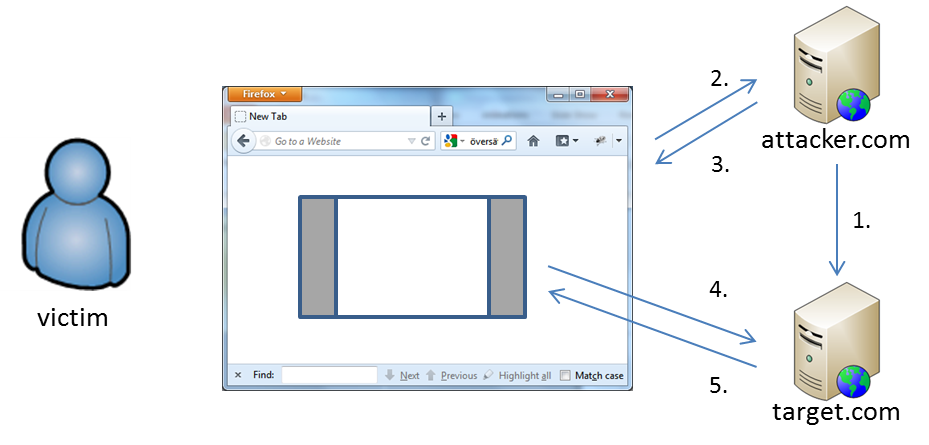 Firefox
New Tab
+
Go to a Website
översä
× Find: Next Previous Highlight all Match case
victim
attacker.com
target.com
1.
2.
3.
4.
5.